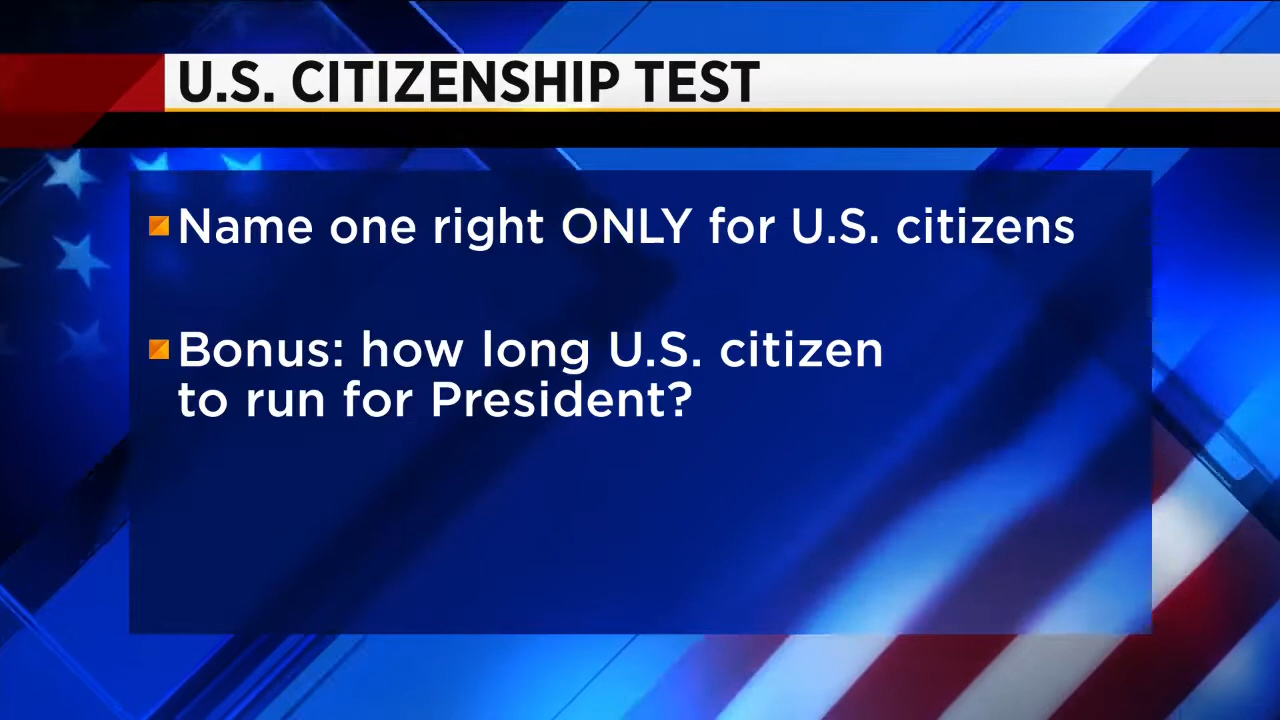 U.S. CITIZENSHIP TEST
Name one right ONLY for U.S. citizens
Bonus: how long U.S. citizen
to run for President?